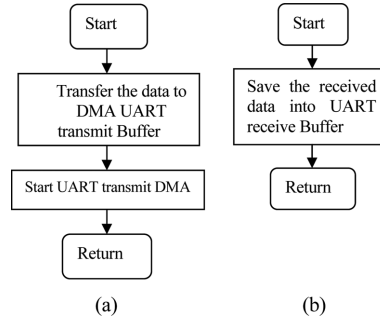 Start
Transfer the data to
DMA UART
transmit Buffer
Start UART transmit DMA
Return
(a)
Start
Save the received
data into UART
receive Buffer
Return
(b)